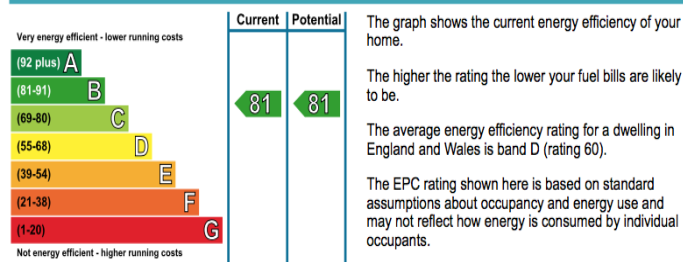 Current Potential
Very energy efficient - lower running costs
(92 plus) A
(81-91) B
81 81
(69-80) C
(55-68) D
(39-54) E
(21-38) F
(1-20) G
Not energy efficient - higher running costs
The graph shows the current energy efficiency of your
home.
The higher the rating the lower your fuel bills are likely
to be.
The average energy efficiency rating for a dwelling in
England and Wales is band D (rating 60).
The EPC rating shown here is based on standard
assumptions about occupancy and energy use and
may not reflect how energy is consumed by individual
occupants.